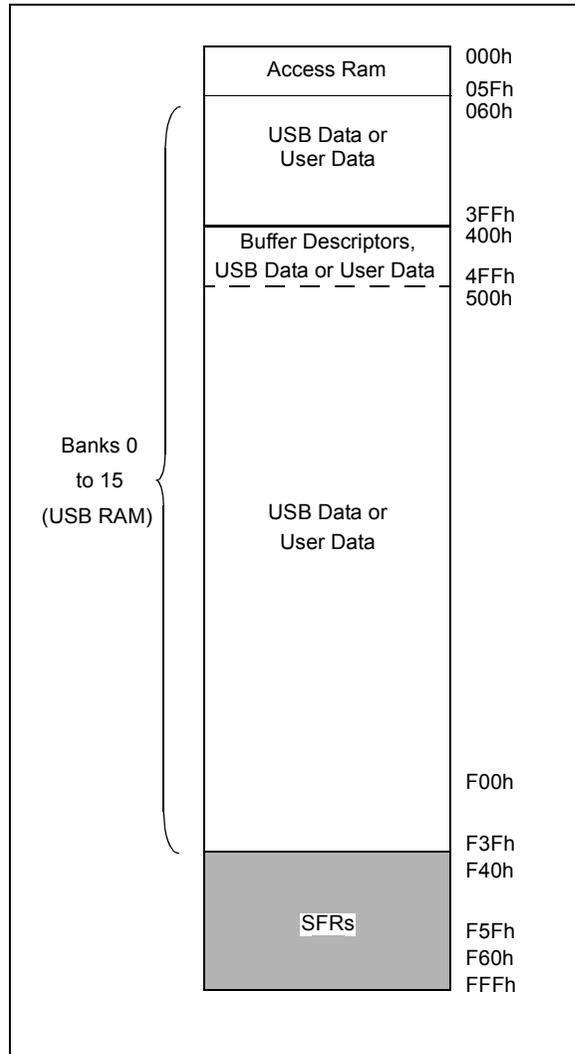 Access Ram
000h
05Fh
060h
USB Data or
User Data
3FFh
400h
Buffer Descriptors,
USB Data or User Data
4FFh
500h
Banks 0
to 15
(USB RAM)
USB Data or
User Data
F00h
F3Fh
F40h
SFRs
F5Fh
F60h
FFFh